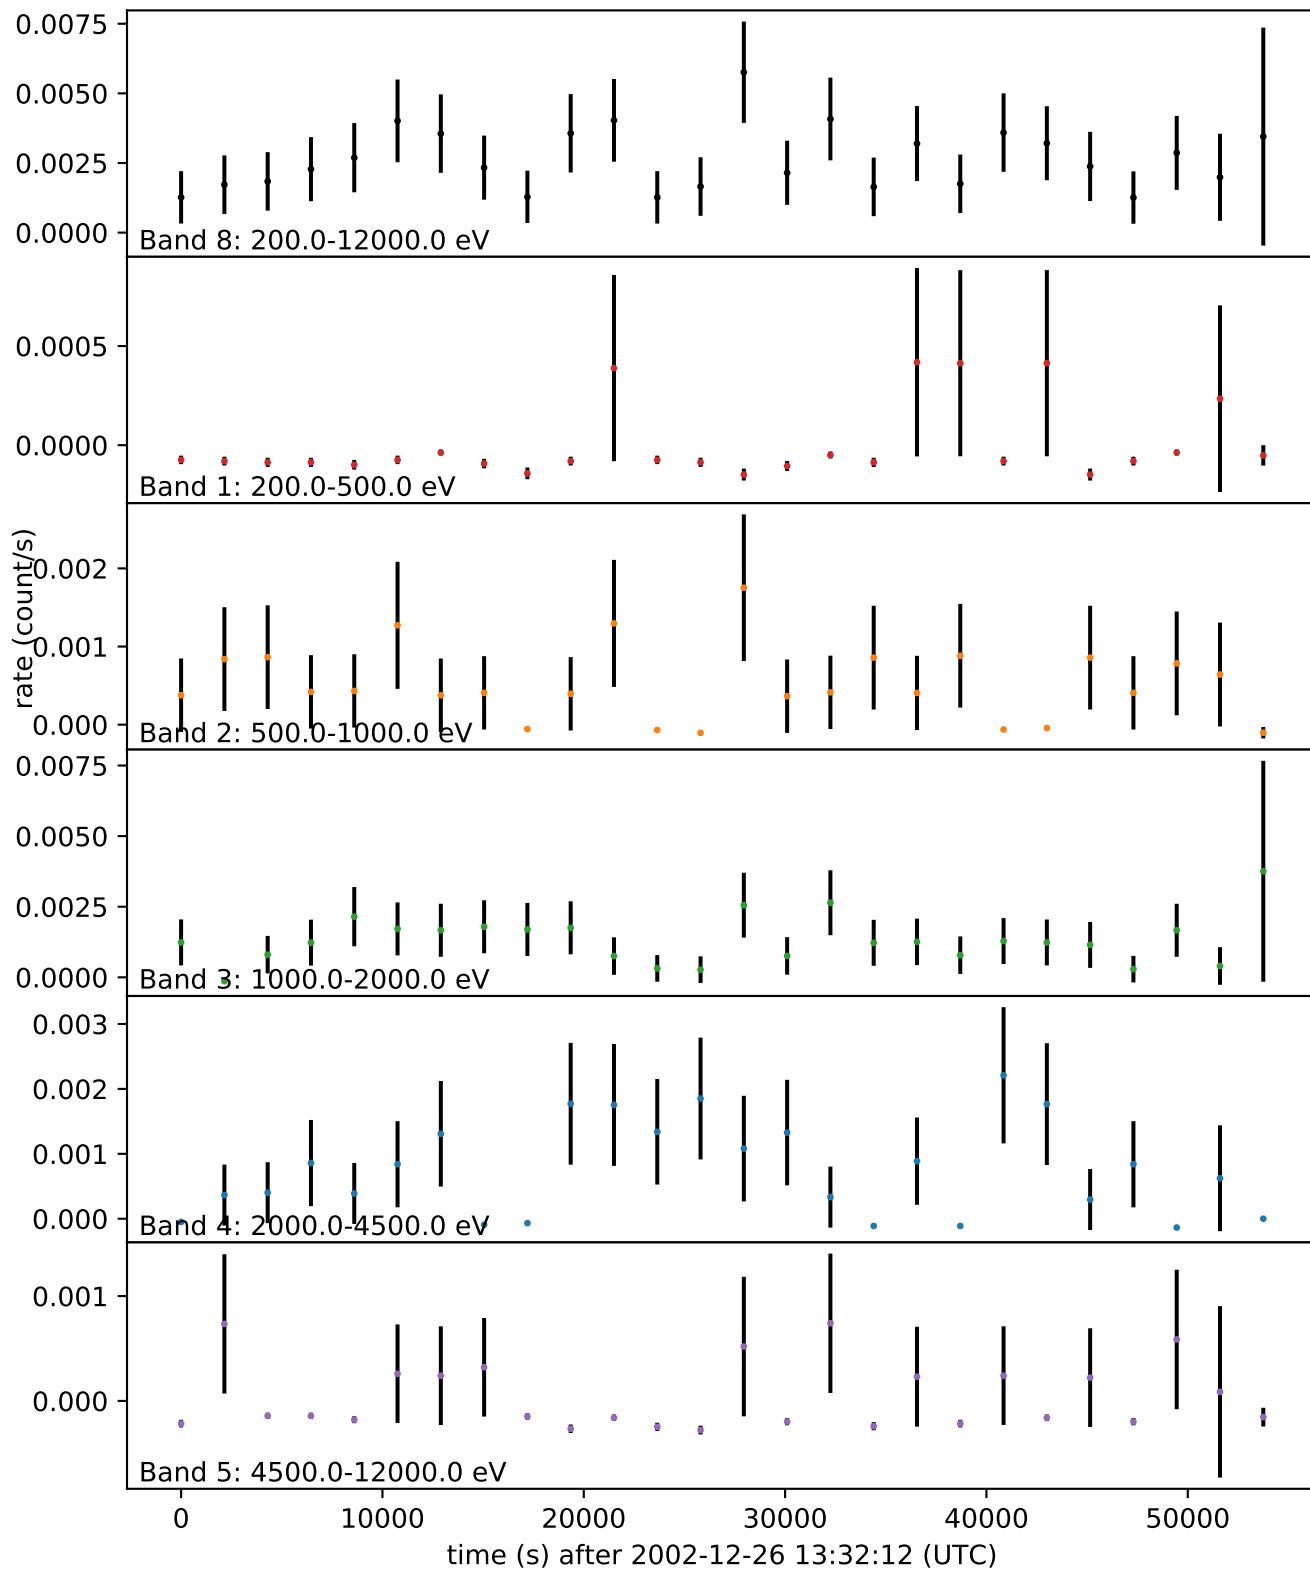 0.0075
0.0050
0.0025
0.0000
Band 8: 200.0-12000.0 eV
0.0005
0.0000
Band 1: 200.0-500.0 eV
rate (count/s)
0.002
0.001
0.000
Band 2: 500.0-1000.0 eV
0.0075
0.0050
0.0025
0.0000
Band 3: 1000.0-2000.0 eV
0.003
0.002
0.001
0.000
Band 4: 2000.0-4500.0 eV
0.001
0.000
Band 5: 4500.0-12000.0 eV
0 10000 20000 30000 40000 50000
time (s) after 2002-12-26 13:32:12 (UTC)